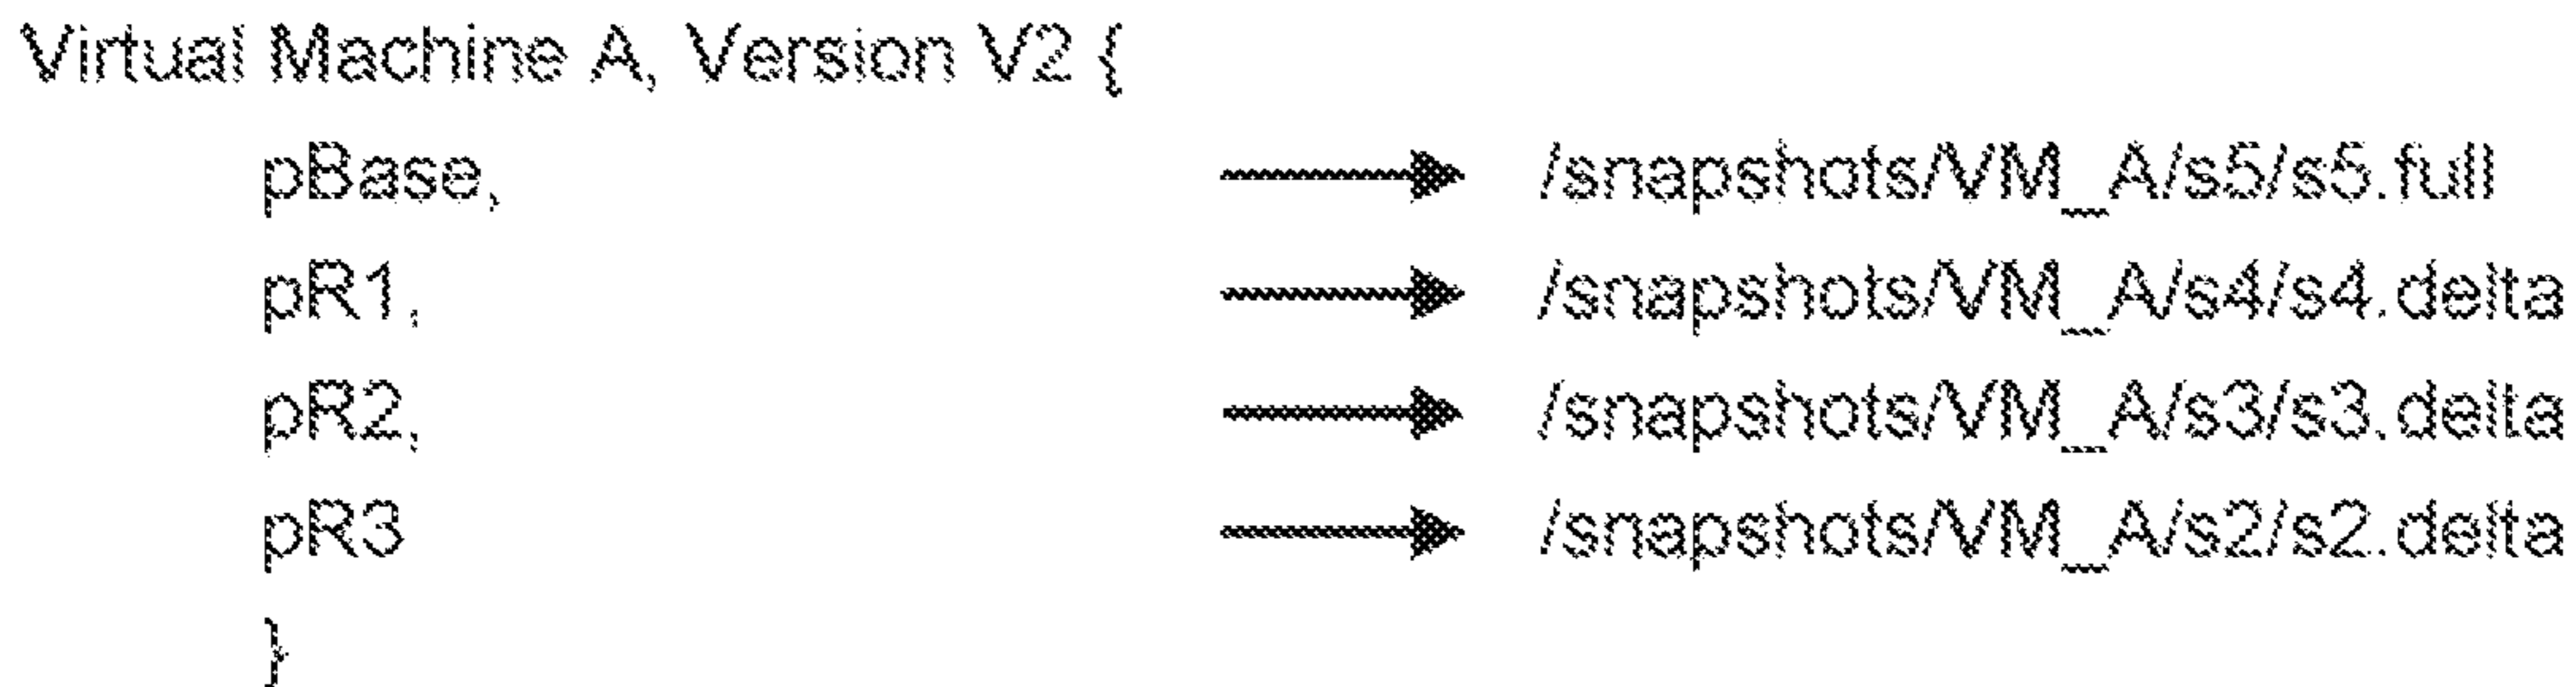 Virtual Machine A, Version V2 {
pBase, /snapshots/VM_A/s5/s5.full
pR1, /snapshots/VM_A/s4/s4.delta
pR2, /snapshots/VM_A/s3/s3.delta
pR3 /snapshots/VM_A/s2/s2.delta
}